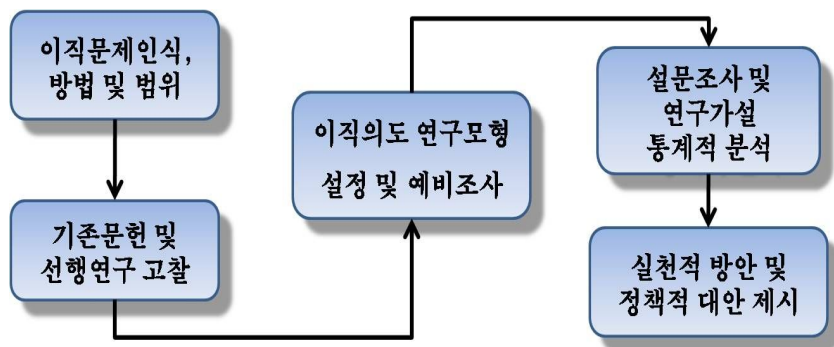 이직문제인식,
방법 및 범위
기존문헌 및
선행연구 고찰
이직의도 연구모형
설정 및 예비조사
설문조사 및
연구가설
통계적 분석
실천적 방안 및
정책적 대안 제시